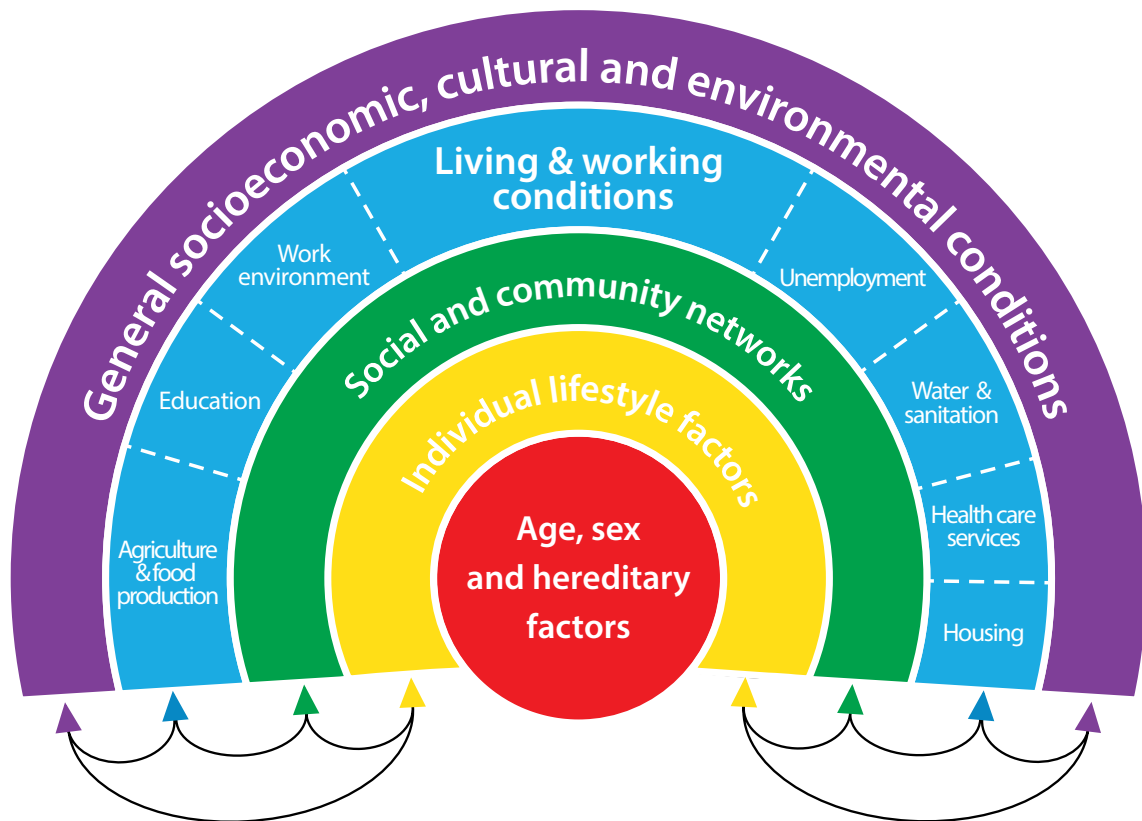 General socioeconomic, cultural and environmental conditions
Living & working
conditions
Work
environment
Unemployment
Education
Water &
sanitation
Agriculture
& food
production
Health care
services
Housing
Social and community networks
Individual lifestyle factors
Age, sex
and hereditary
factors